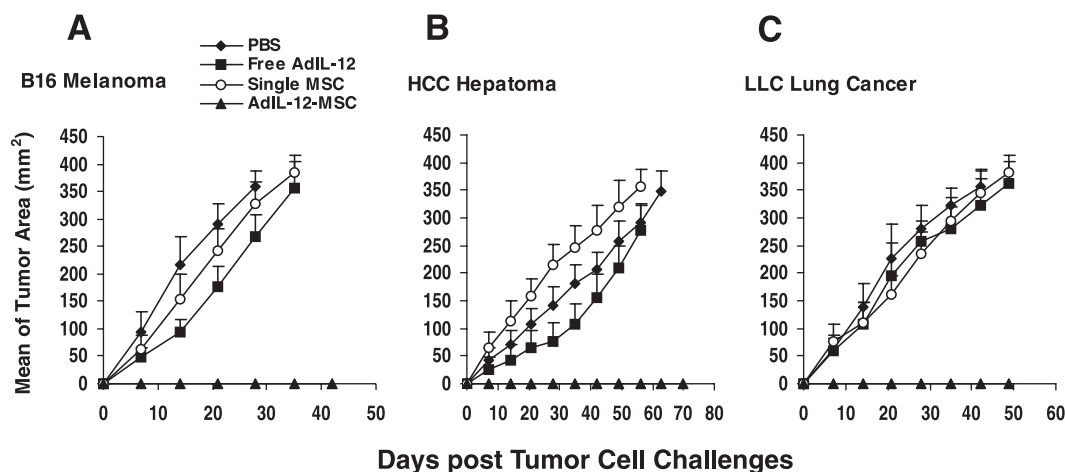 A
B
C
PBS
Free AdIL-12
Single MSC
AdIL-12-MSC
B16 Melanoma
HCC Hepatoma
LLC Lung Cancer
Mean of Tumor Area (mm²)
450
400
350
300
250
200
150
100
50
0
0 10 20 30 40 50
450
400
350
300
250
200
150
100
50
0
0 10 20 30 40 50 60 70 80
450
400
350
300
250
200
150
100
50
0
0 10 20 30 40 50 60
Days post Tumor Cell Challenges